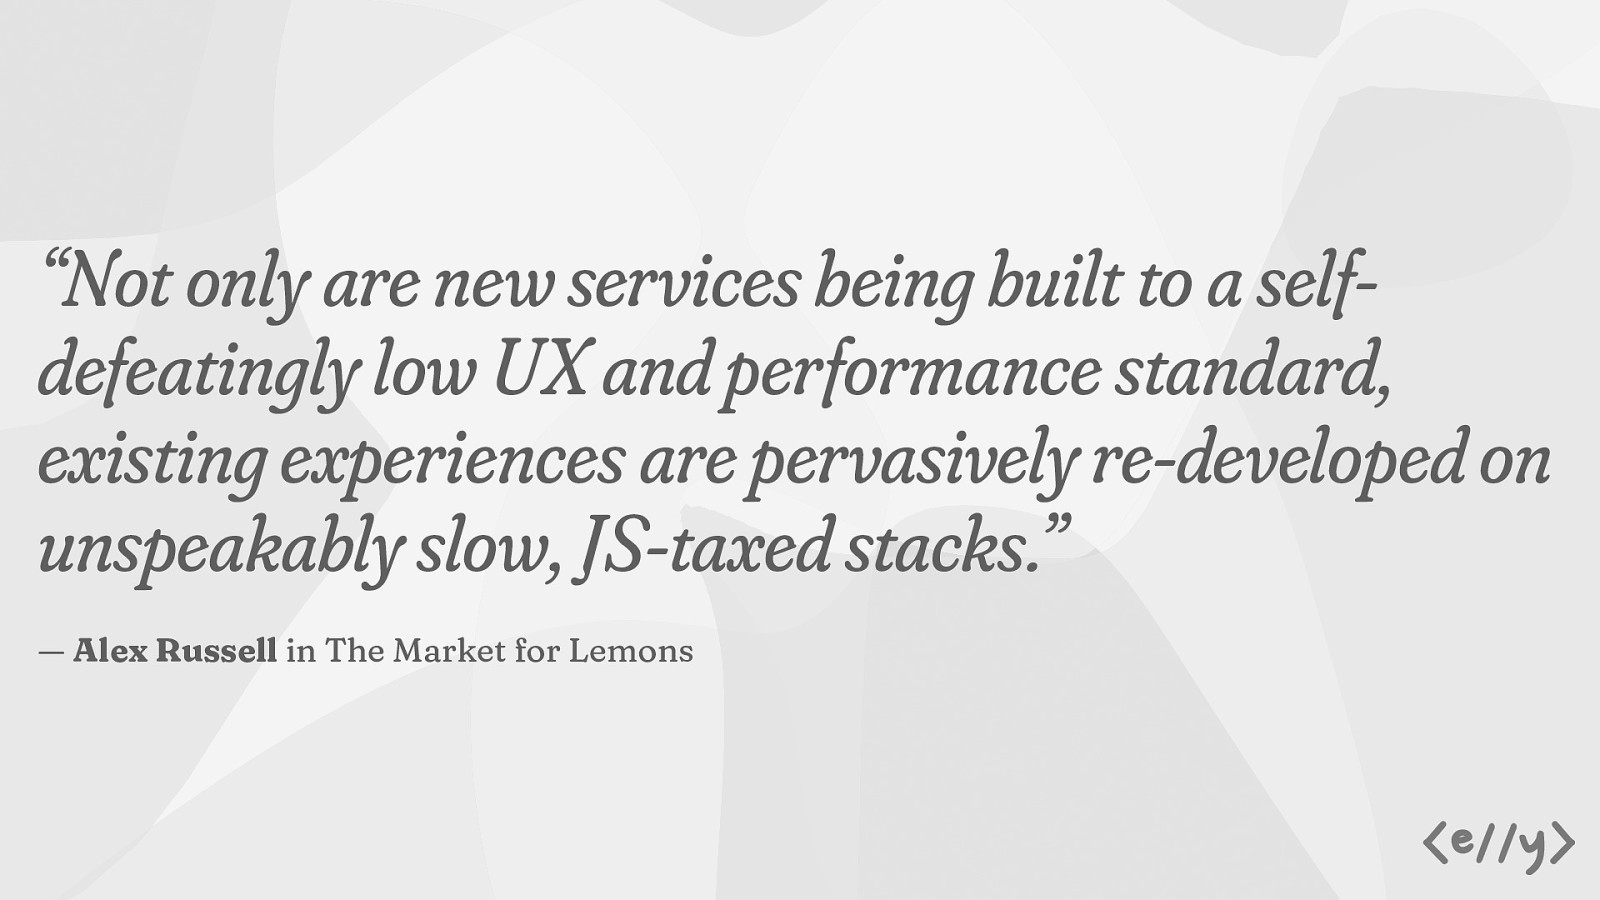 “Not only are new services being built to a self-
defeatingly low UX and performance standard,
existing experiences are pervasively re-developed on
unspeakably slow, JS-taxed stacks.”
— Alex Russell in The Market for Lemons
<e//y>